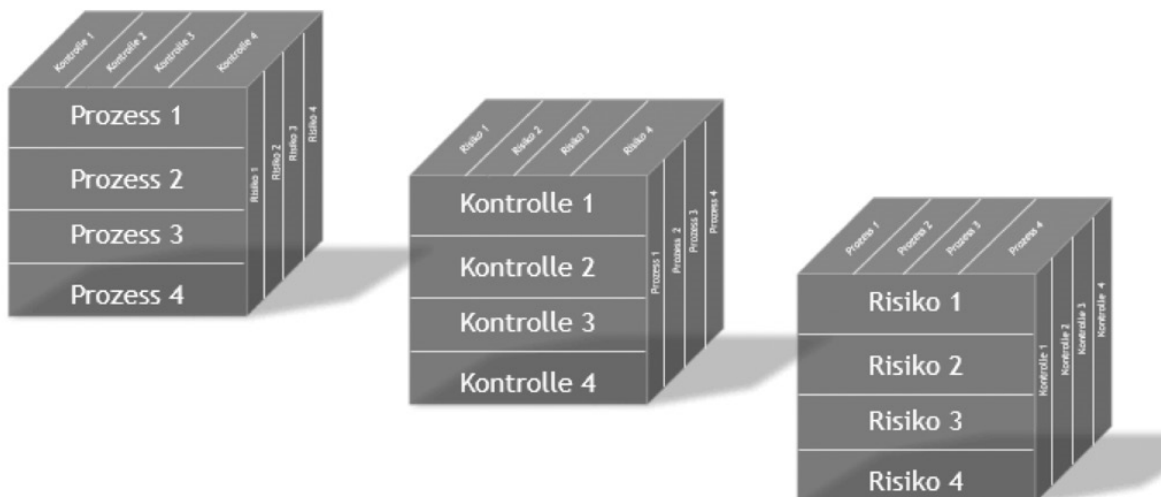 Kontrolle 1
Kontrolle 2
Kontrolle 3
Kontrolle 4
Prozess 1
Prozess 2
Prozess 3
Prozess 4
Risiko 1
Risiko 2
Risiko 3
Risiko 4
Risiko 1
Risiko 2
Risiko 3
Risiko 4
Kontrolle 1
Kontrolle 2
Kontrolle 3
Kontrolle 4
Prozess 1
Prozess 2
Prozess 3
Prozess 4
Prozess 1
Prozess 2
Prozess 3
Prozess 4
Risiko 1
Risiko 2
Risiko 3
Risiko 4
Kontrolle 1
Kontrolle 2
Kontrolle 3
Kontrolle 4